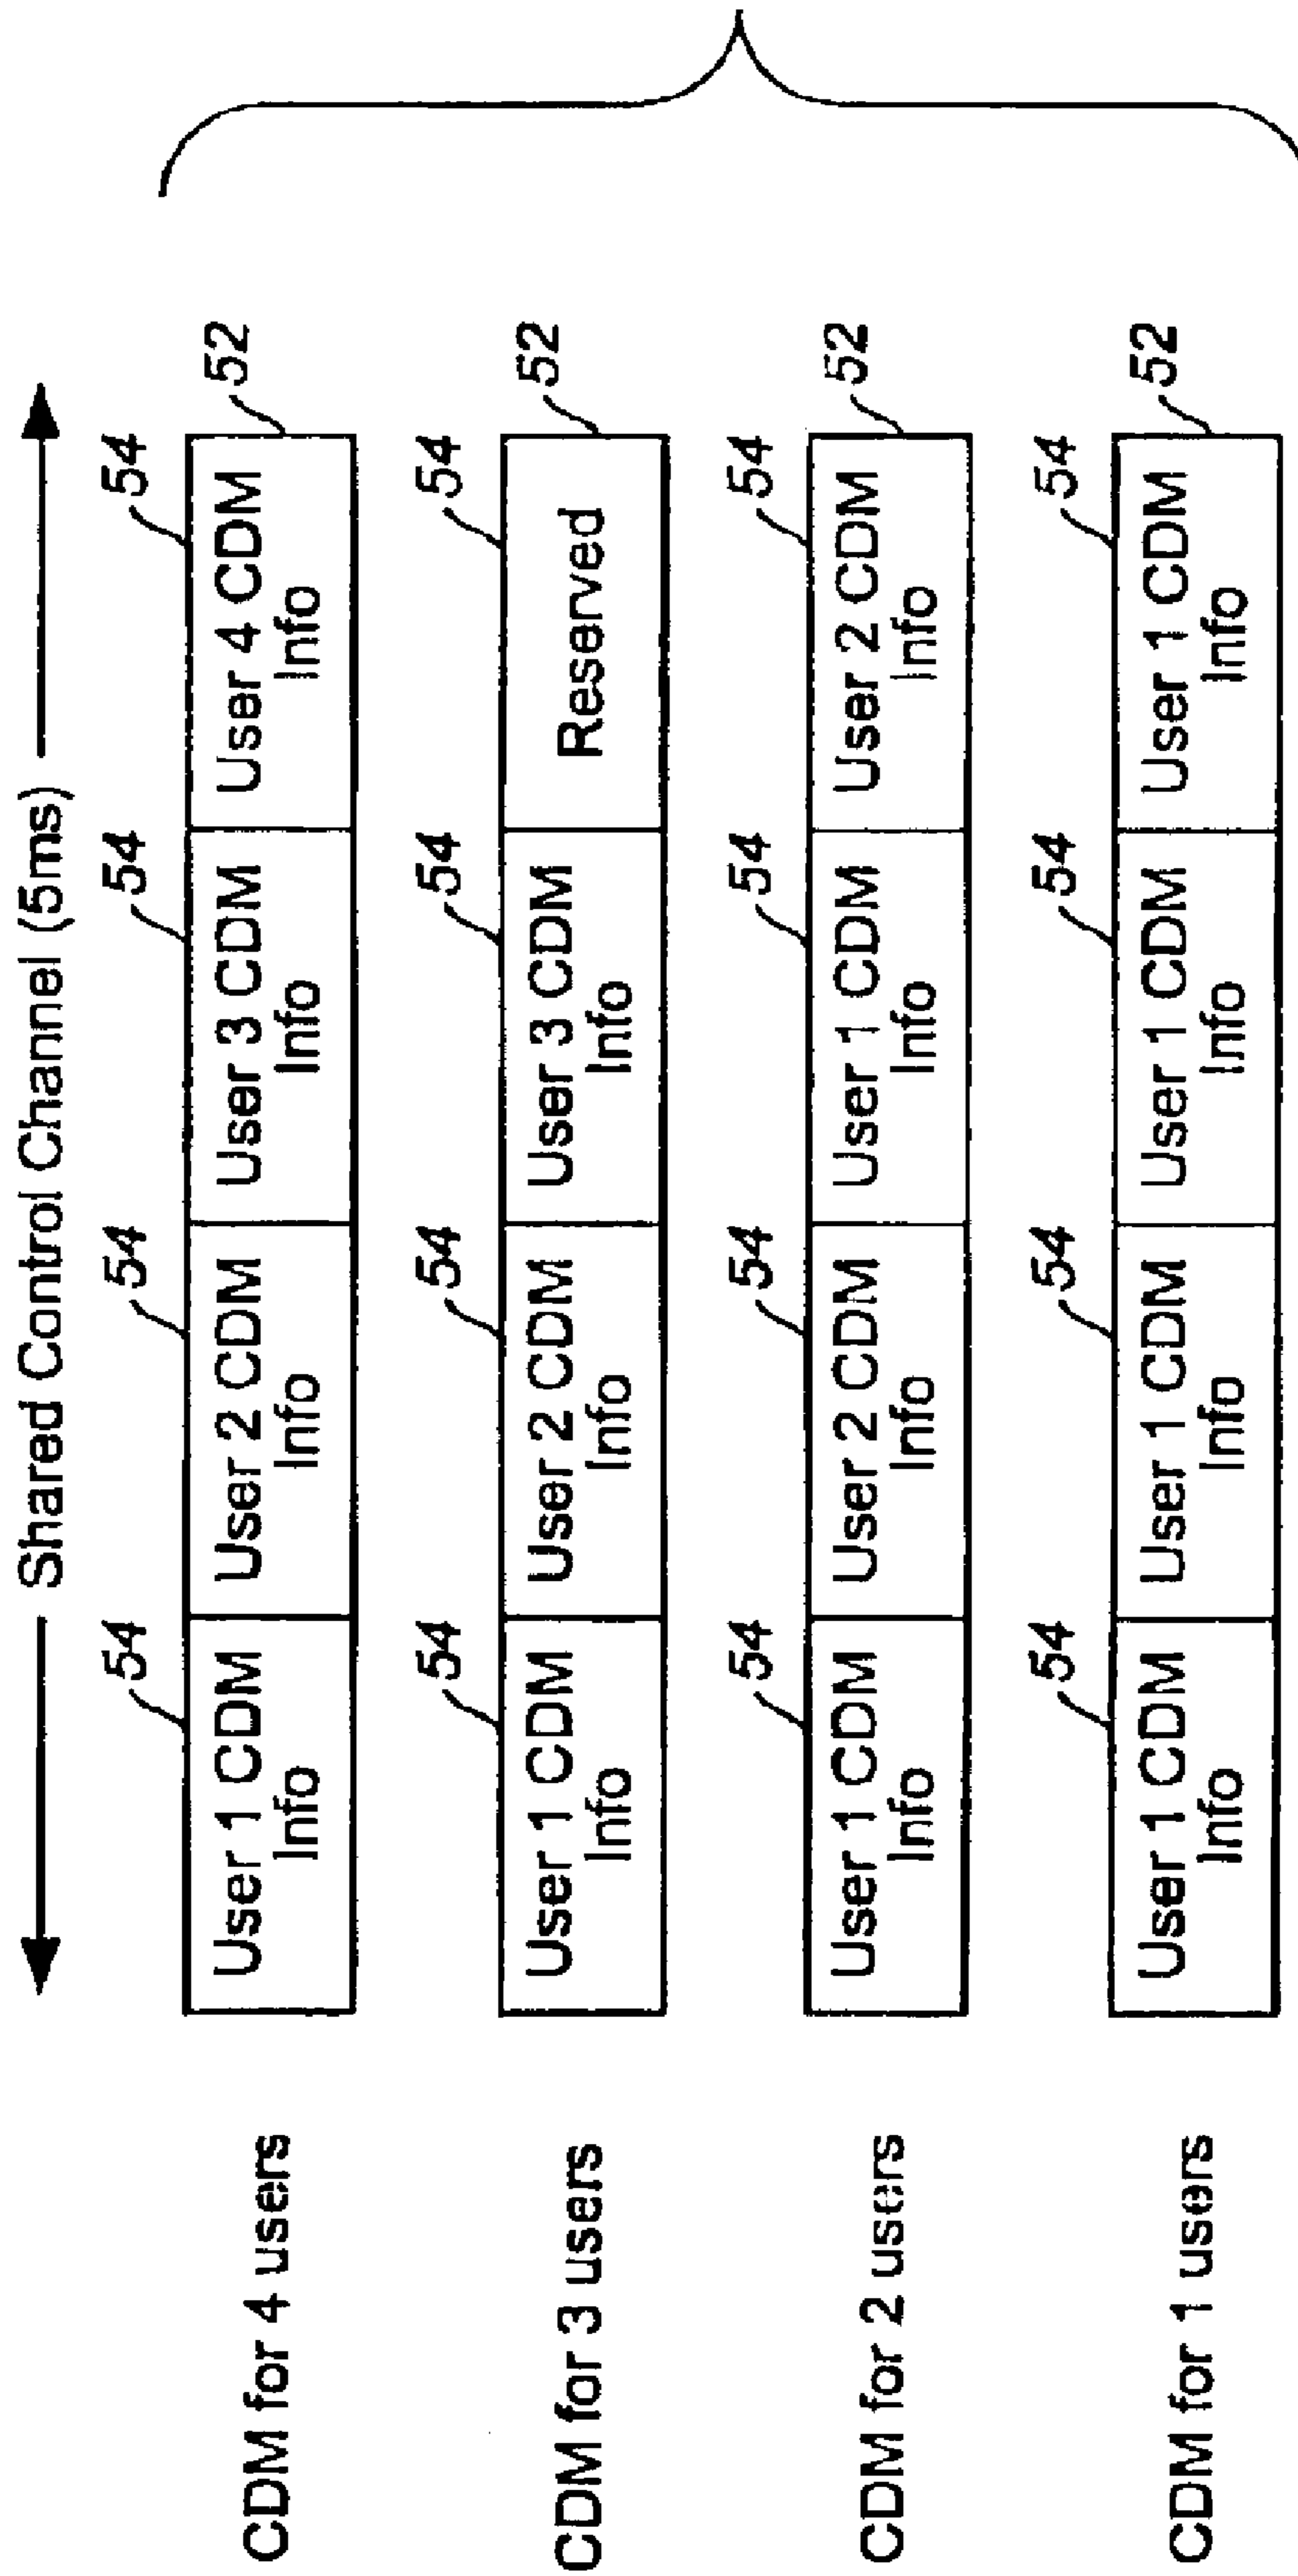 Shared Control Channel (5ms)
54 54 54 54
CDM for 4 users
User 1 CDM Info
User 2 CDM Info
User 3 CDM Info
User 4 CDM Info
52
54 54 54 54
CDM for 3 users
User 1 CDM Info
User 2 CDM Info
User 3 CDM Info
Reserved
52
54 54 54 54
CDM for 2 users
User 1 CDM Info
User 2 CDM Info
User 1 CDM Info
User 2 CDM Info
52
54 54 54 54
CDM for 1 users
User 1 CDM Info
User 1 CDM Info
User 1 CDM Info
User 1 CDM Info
52